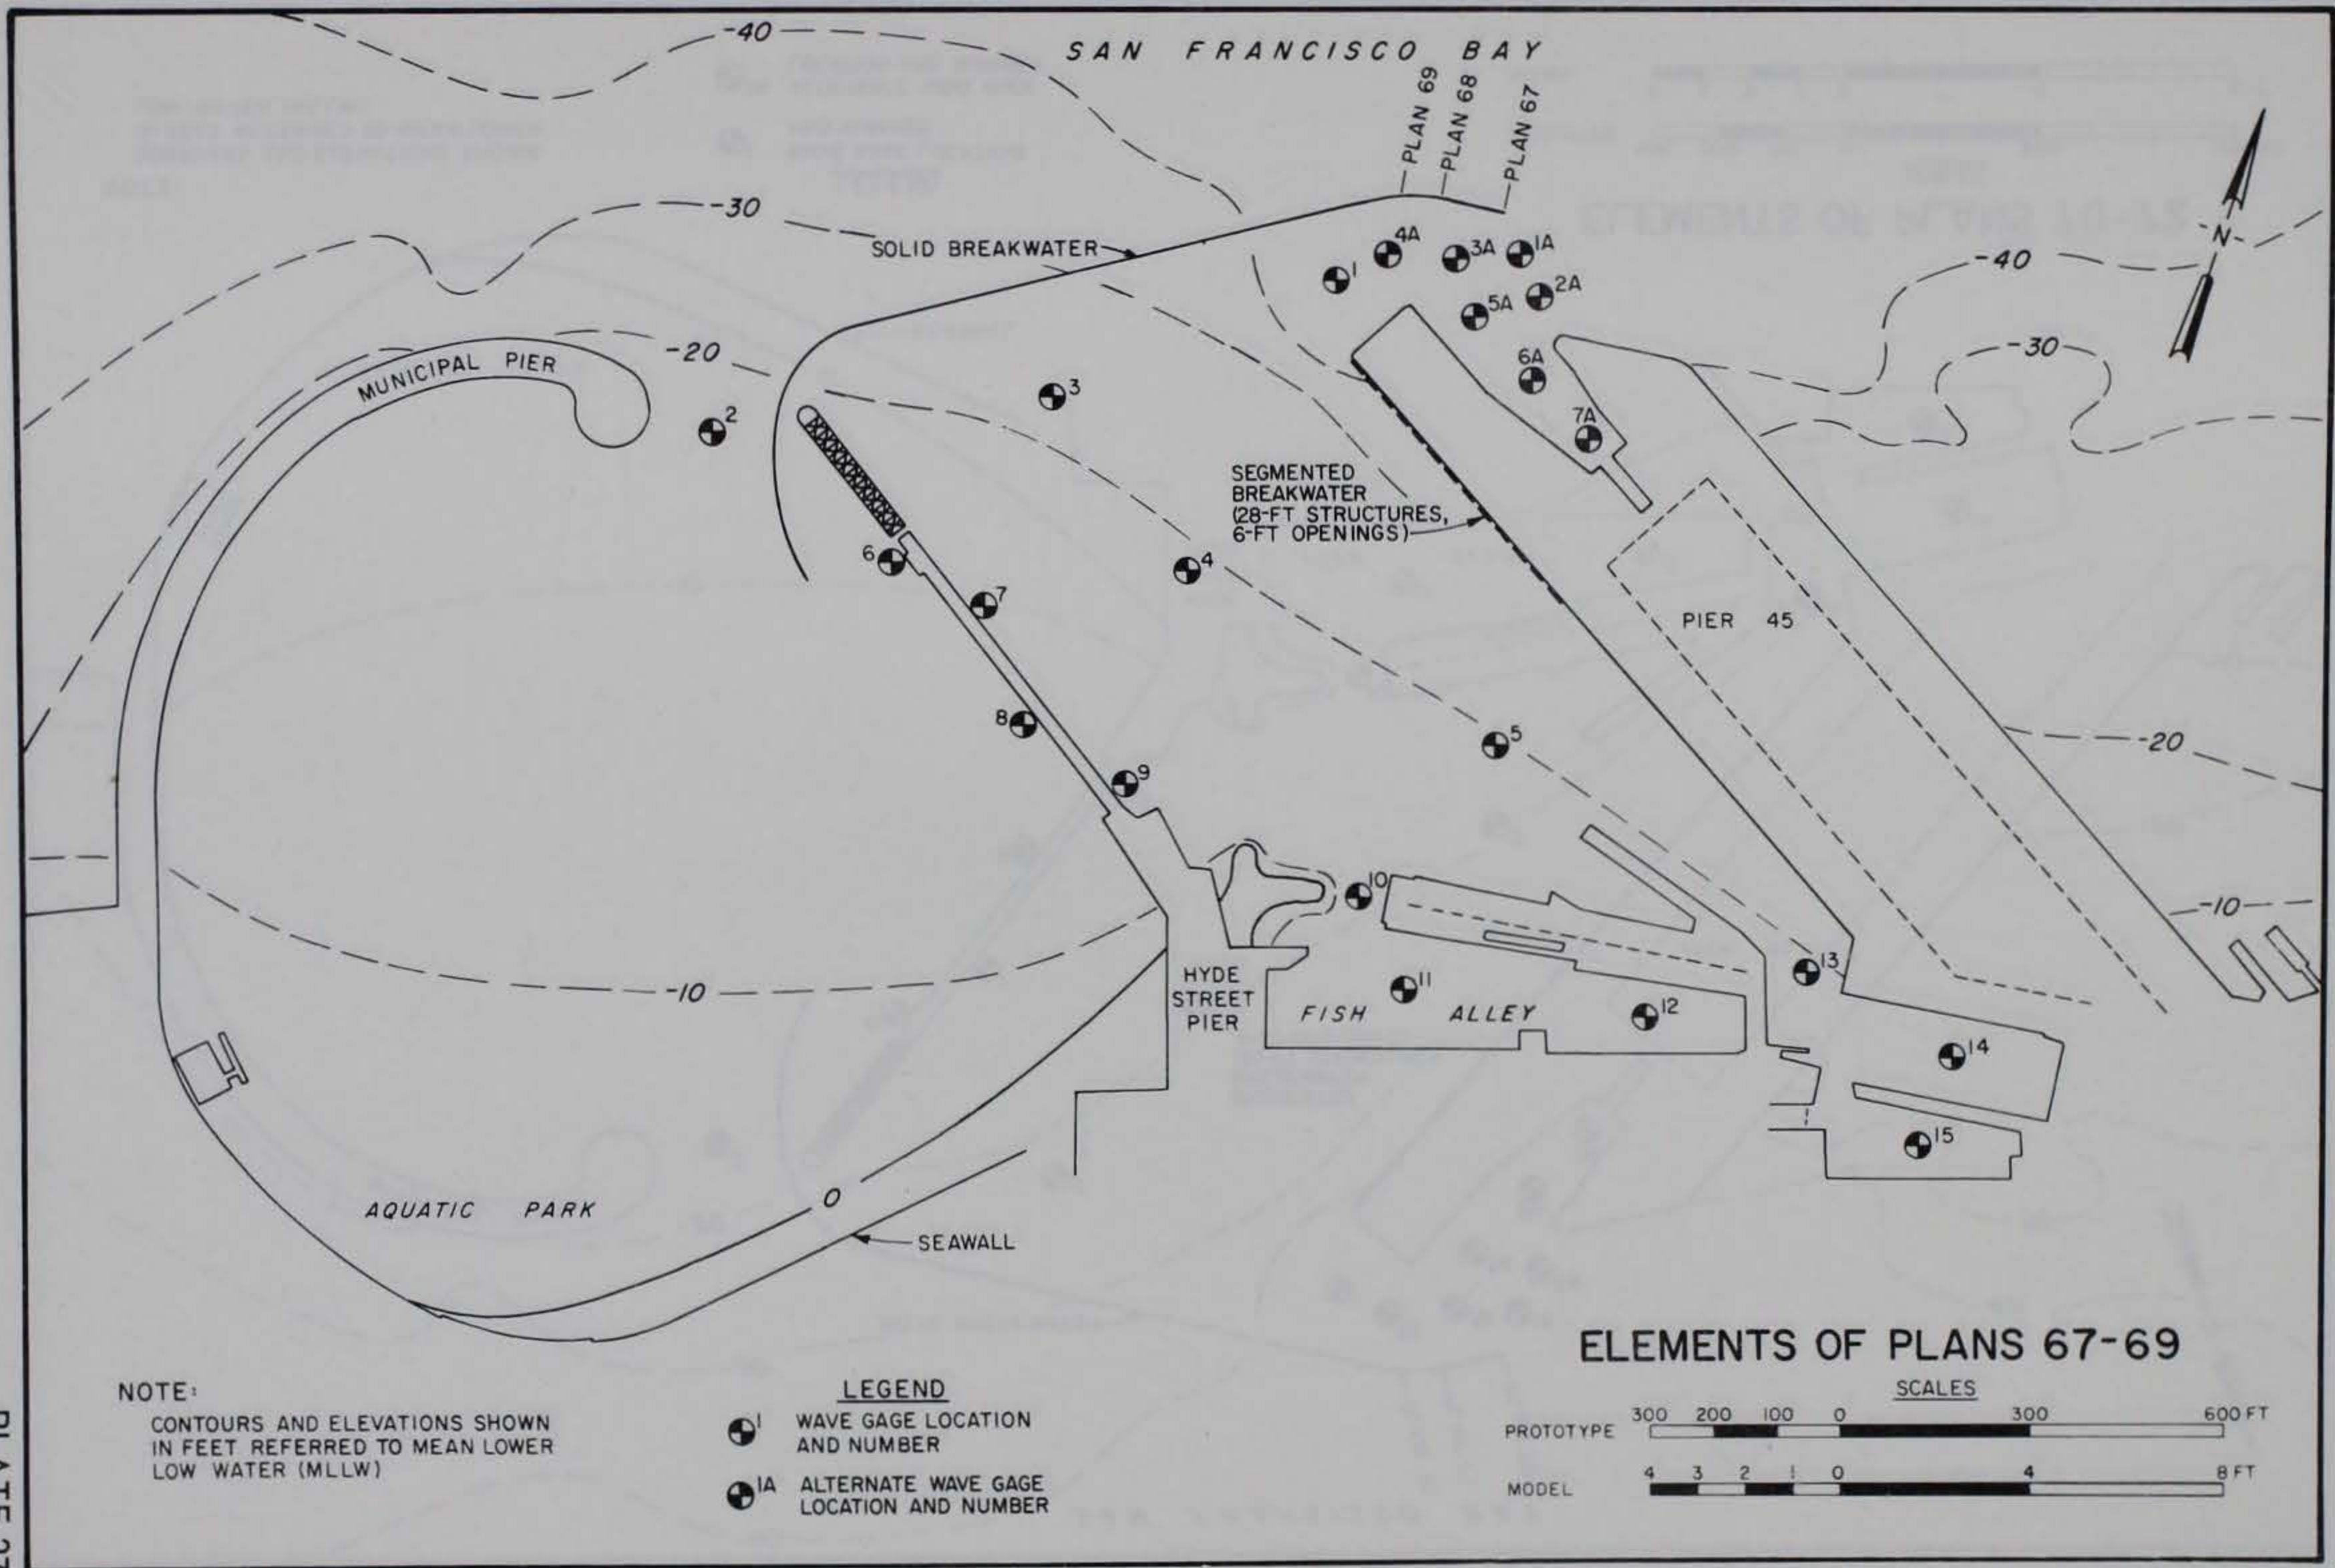 SAN FRANCISCO BAY
-40
PLAN 69
PLAN 68
PLAN 67
-30
SOLID BREAKWATER
4A
3A
1A
1
2A
5A
N
-40
-30
-20
MUNICIPAL PIER
2
3
6A
7A
SEGMENTED
BREAKWATER
(28-FT STRUCTURES,
6-FT OPENINGS)
6
4
7
PIER 45
8
5
9
-20
10
-10
-10
HYDE
STREET
PIER
11
FISH ALLEY
12
13
14
15
AQUATIC PARK
0
SEAWALL
ELEMENTS OF PLANS 67-69
NOTE:
CONTOURS AND ELEVATIONS SHOWN
IN FEET REFERRED TO MEAN LOWER
LOW WATER (MLLW)
LEGEND
1 WAVE GAGE LOCATION
AND NUMBER
1A ALTERNATE WAVE GAGE
LOCATION AND NUMBER
SCALES
300 200 100 0 300 600 FT
PROTOTYPE
4 3 2 1 0 4 8 FT
MODEL